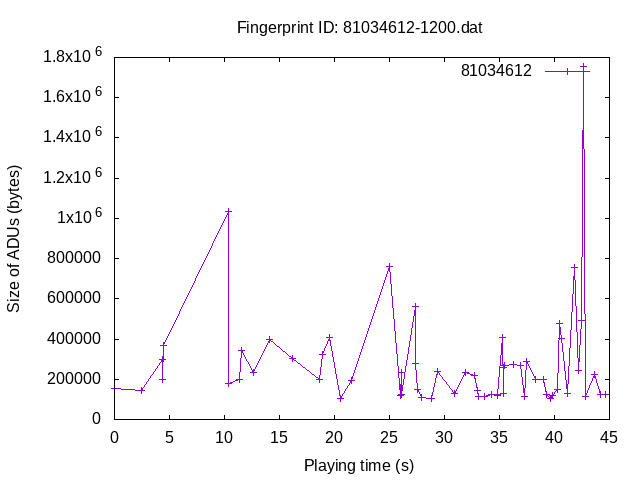 Fingerprint ID: 81034612-1200.dat
81034612
1.8x10^6
1.6x10^6
1.4x10^6
1.2x10^6
1x10^6
800000
600000
400000
200000
0
Size of ADUs (bytes)
0 5 10 15 20 25 30 35 40 45
Playing time (s)